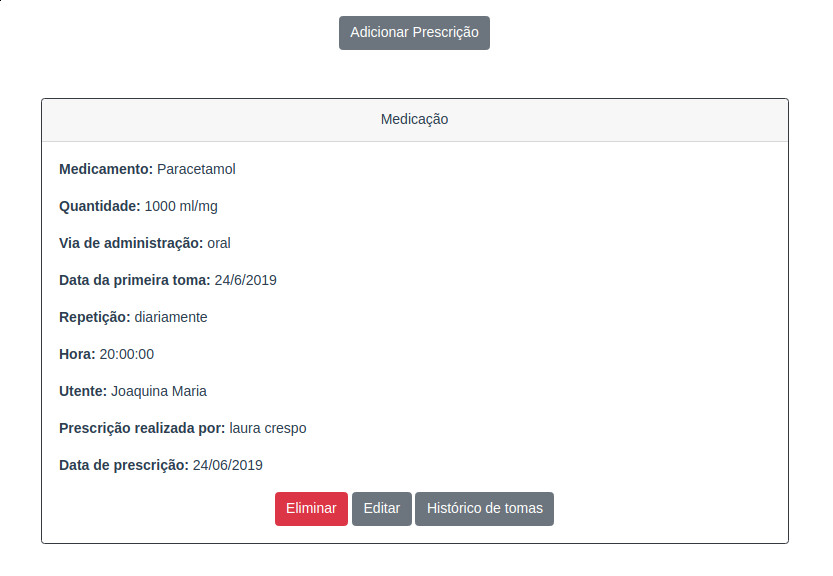 Adicionar Prescrição
Medicação
Medicamento: Paracetamol
Quantidade: 1000 ml/mg
Via de administração: oral
Data da primeira toma: 24/6/2019
Repetição: diariamente
Hora: 20:00:00
Utente: Joaquina Maria
Prescrição realizada por: laura crespo
Data de prescrição: 24/06/2019
Eliminar Editar Histórico de tomas